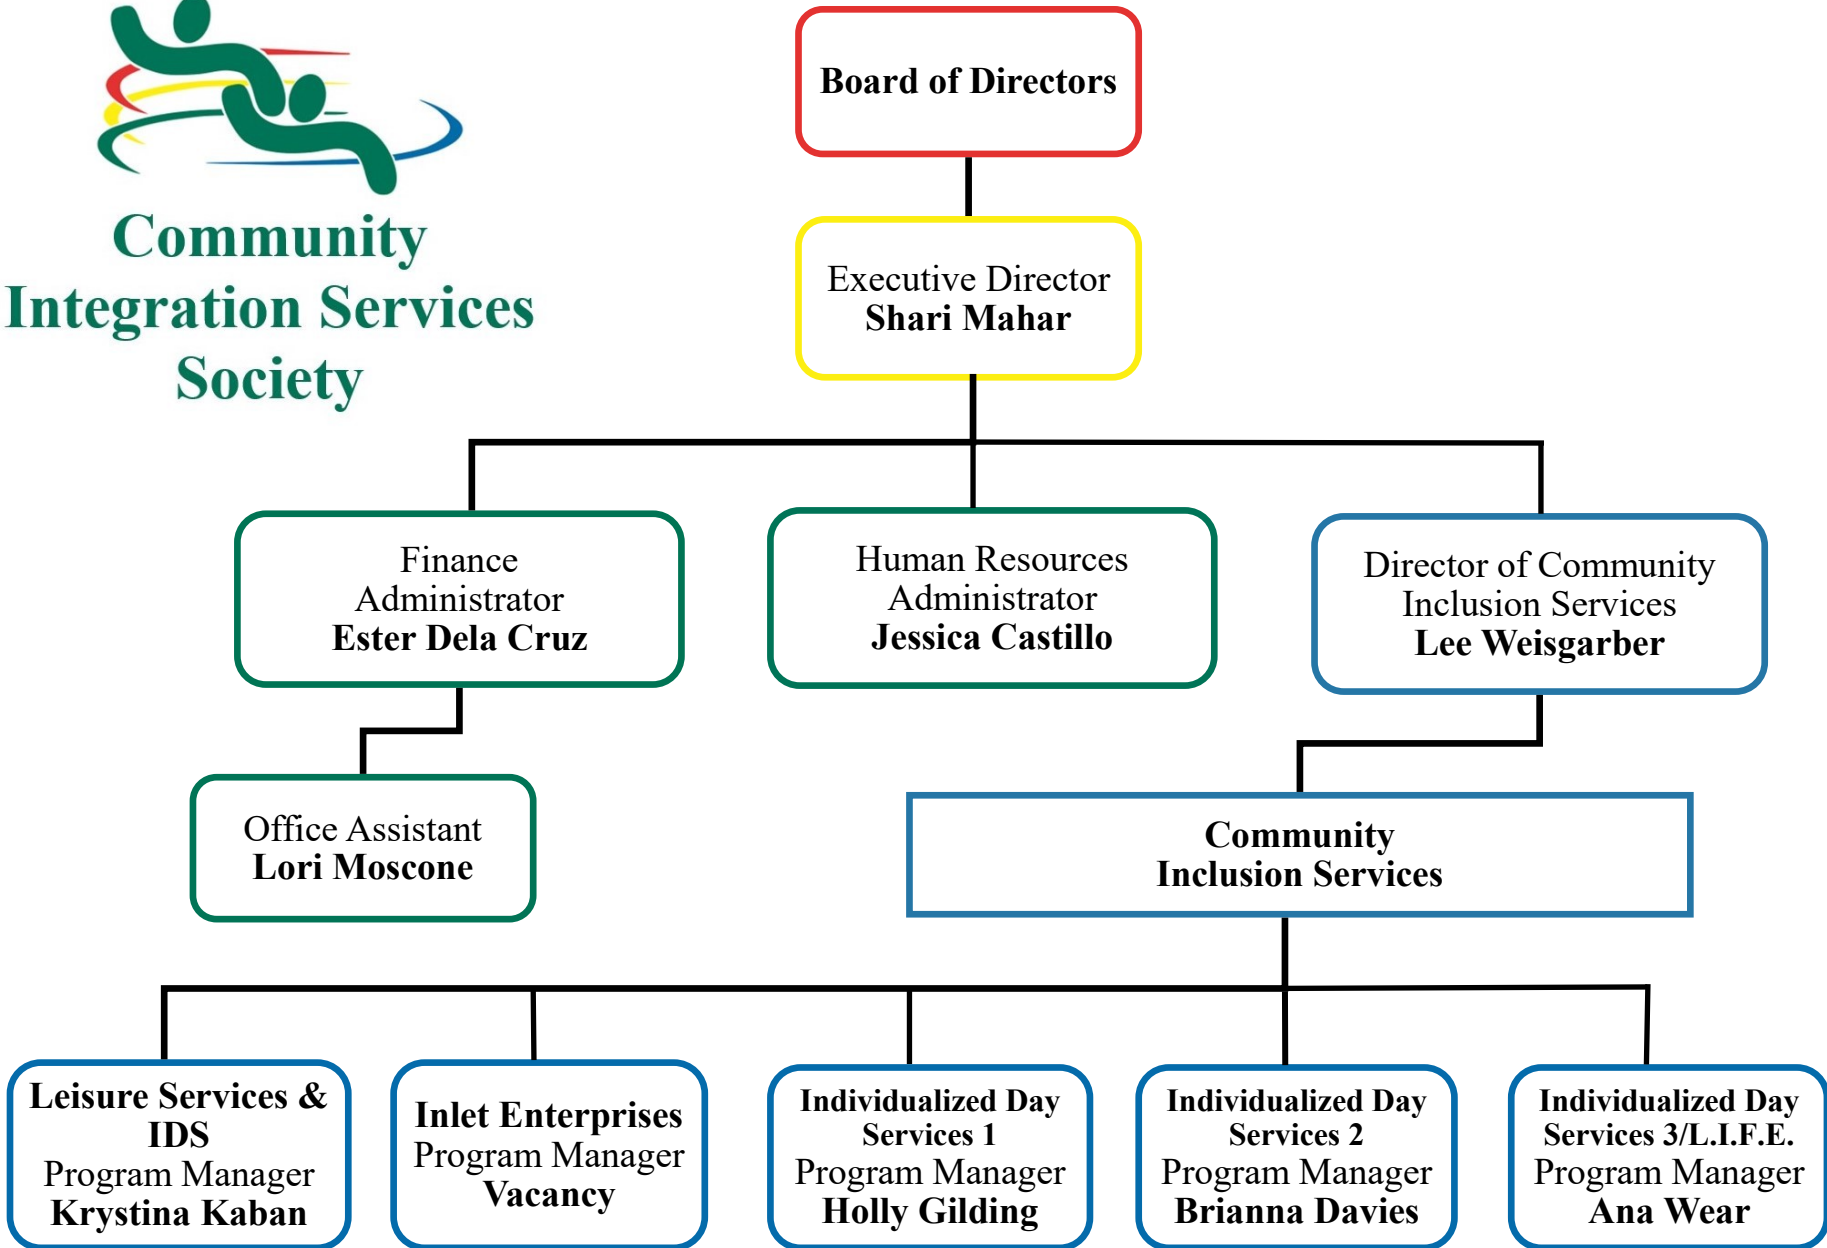 Community
Integration Services
Society
Board of Directors
Executive Director
Shari Mahar
Finance
Administrator
Ester Dela Cruz
Human Resources
Administrator
Jessica Castillo
Director of Community
Inclusion Services
Lee Weisgarber
Office Assistant
Lori Moscone
Community
Inclusion Services
Leisure Services &
IDS
Program Manager
Krystina Kaban
Inlet Enterprises
Program Manager
Vacancy
Individualized Day
Services 1
Program Manager
Holly Gilding
Individualized Day
Services 2
Program Manager
Brianna Davies
Individualized Day
Services 3/L.I.F.E.
Program Manager
Ana Wear